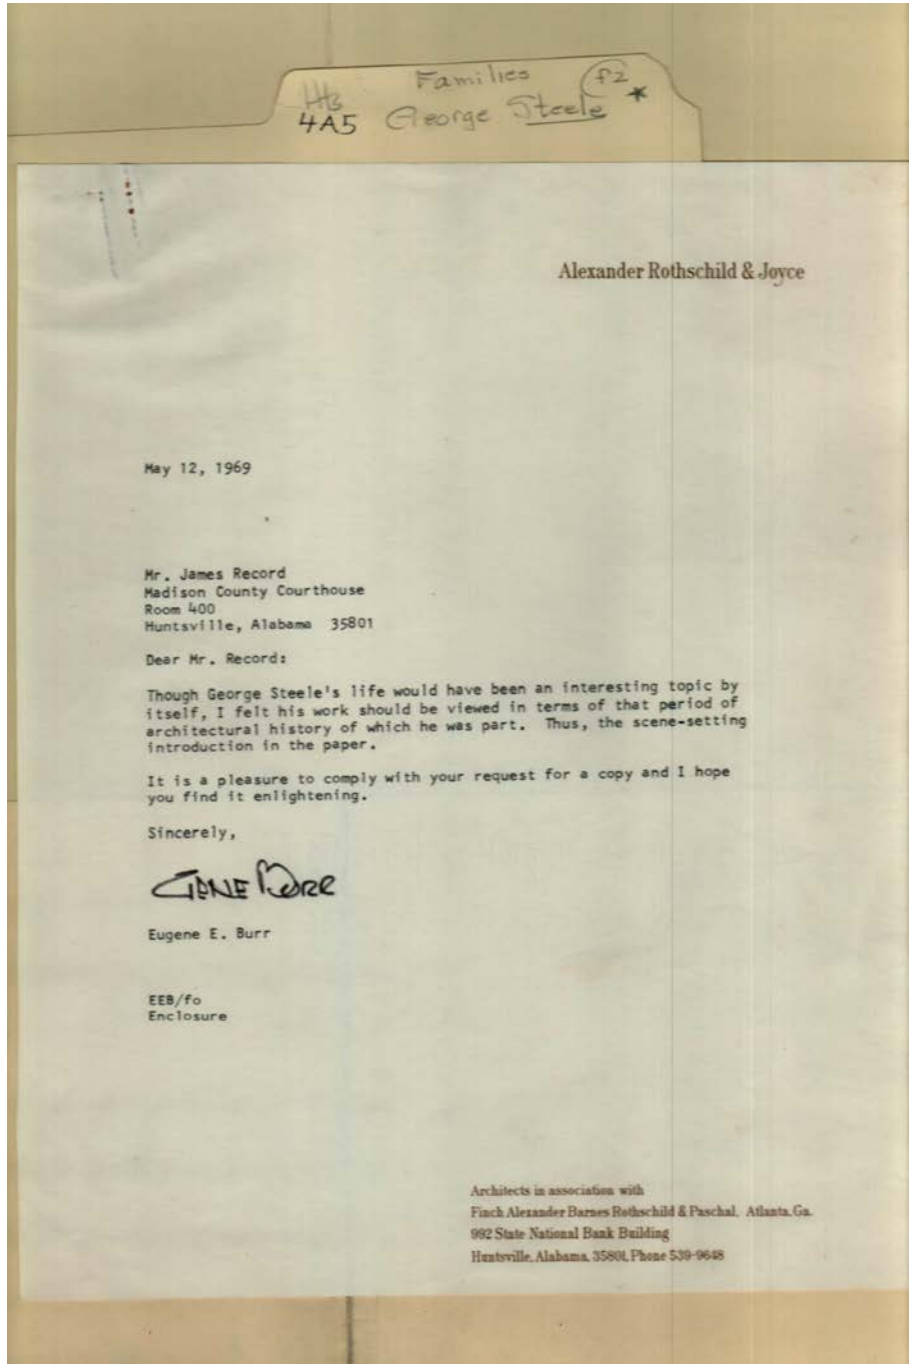 Families f2
HB George Steele *
4A5
Alexander Rothschild & Joyce
May 12, 1969
Mr. James Record
Madison County Courthouse
Room 400
Huntsville, Alabama 35801
Dear Mr. Record:
Though George Steele's life would have been an interesting topic by
itself, I felt his work should be viewed in terms of that period of
architectural history of which he was part. Thus, the scene-setting
introduction in the paper.
It is a pleasure to comply with your request for a copy and I hope
you find it enlightening.
Sincerely,
GENE BURR
Eugene E. Burr
EEB/fo
Enclosure
Architects in association with
Finch Alexander Barnes Rothschild & Paschal, Atlanta, Ga.
992 State National Bank Building
Huntsville, Alabama, 35801, Phone 539-9648